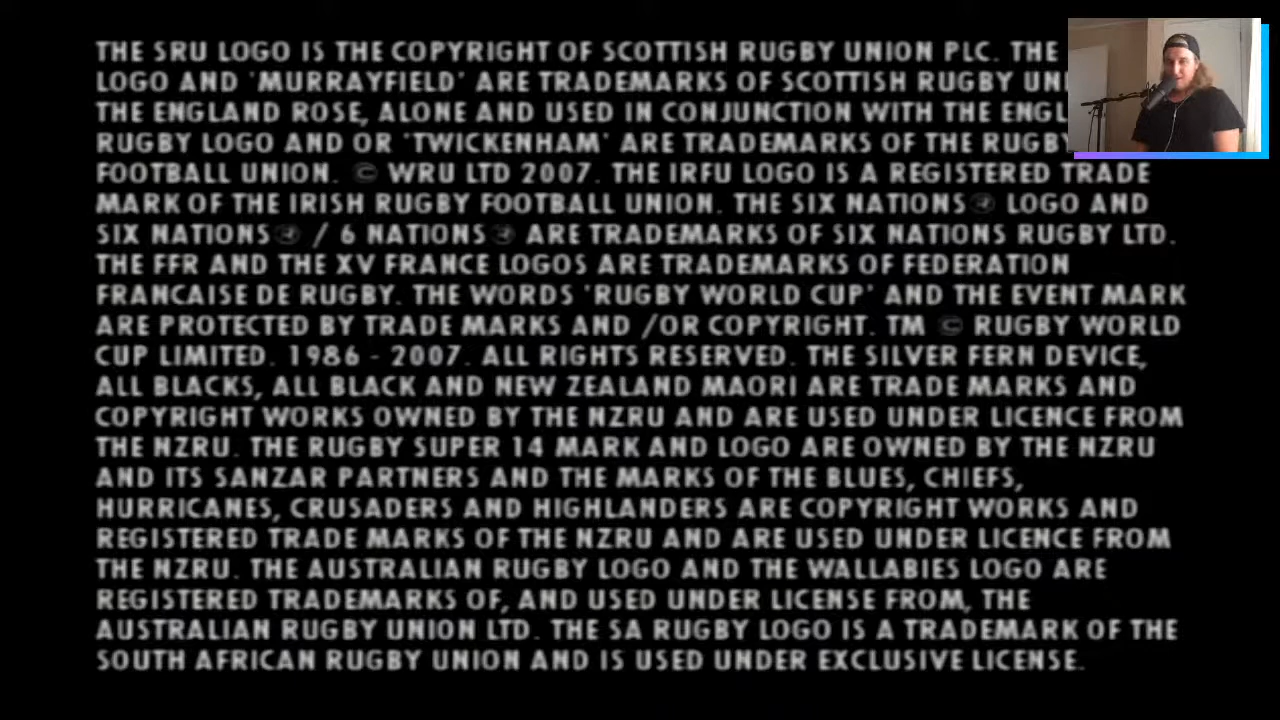 THE SRU LOGO IS THE COPYRIGHT OF SCOTTISH RUGBY UNION PLC. THE
LOGO AND 'MURRAYFIELD' ARE TRADEMARKS OF SCOTTISH RUGBY
THE ENGLAND ROSE, ALONE AND USED IN CONJUNCTION WITH THE
RUGBY LOGO AND OR 'TWICKENHAM' ARE TRADEMARKS OF THE RUGBY
FOOTBALL UNION. © WRU LTD 2007. THE IRFU LOGO IS A REGISTERED TRADE
MARK OF THE IRISH RUGBY FOOTBALL UNION. THE SIX NATIONS® LOGO AND
SIX NATIONS® / 6 NATIONS® ARE TRADEMARKS OF SIX NATIONS RUGBY LTD.
THE FFR AND THE XV FRANCE LOGOS ARE TRADEMARKS OF FEDERATION
FRANCAISE DE RUGBY. THE WORDS 'RUGBY WORLD CUP' AND THE EVENT MARK
ARE PROTECTED BY TRADE MARKS AND /OR COPYRIGHT. TM © RUGBY WORLD
CUP LIMITED. 1986 - 2007. ALL RIGHTS RESERVED. THE SILVER FERN DEVICE,
ALL BLACKS, ALL BLACK AND NEW ZEALAND MAORI ARE TRADE MARKS AND
COPYRIGHT WORKS OWNED BY THE NZRU AND ARE USED UNDER LICENCE FROM
THE NZRU. THE RUGBY SUPER 14 MARK AND LOGO ARE OWNED BY THE NZRU
AND ITS SANZAR PARTNERS AND THE MARKS OF THE BLUES, CHIEFS,
HURRICANES, CRUSADERS AND HIGHLANDERS ARE COPYRIGHT WORKS AND
REGISTERED TRADE MARKS OF THE NZRU AND ARE USED UNDER LICENCE FROM
THE NZRU. THE AUSTRALIAN RUGBY LOGO AND THE WALLABIES LOGO ARE
REGISTERED TRADEMARKS OF, AND USED UNDER LICENSE FROM, THE
AUSTRALIAN RUGBY UNION LTD. THE SA RUGBY LOGO IS A TRADEMARK OF THE
SOUTH AFRICAN RUGBY UNION AND IS USED UNDER EXCLUSIVE LICENSE.